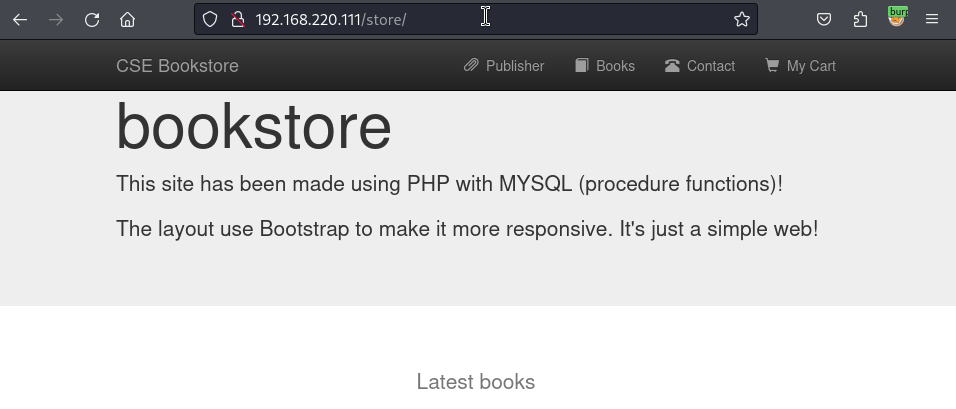 192.168.220.111/store/
burp
CSE Bookstore Publisher Books Contact My Cart
bookstore
This site has been made using PHP with MYSQL (procedure functions)!
The layout use Bootstrap to make it more responsive. It's just a simple web!
Latest books